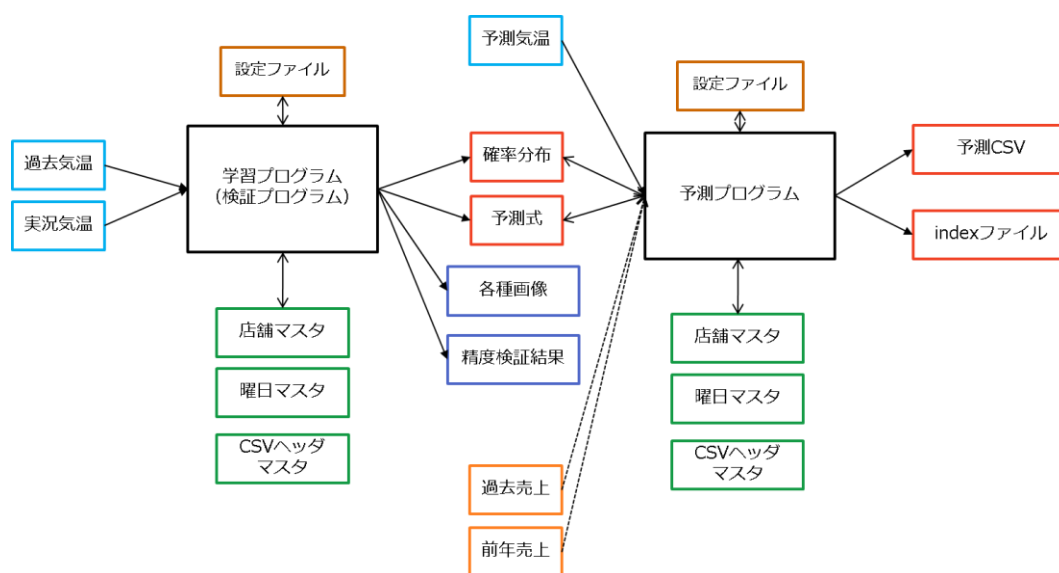 予測気温
設定ファイル
設定ファイル
過去気温
実況気温
学習プログラム
(検証プログラム)
確率分布
予測式
各種画像
精度検証結果
予測プログラム
予測CSV
indexファイル
店舗マスタ
曜日マスタ
CSVヘッダ
マスタ
店舗マスタ
曜日マスタ
CSVヘッダ
マスタ
過去売上
前年売上